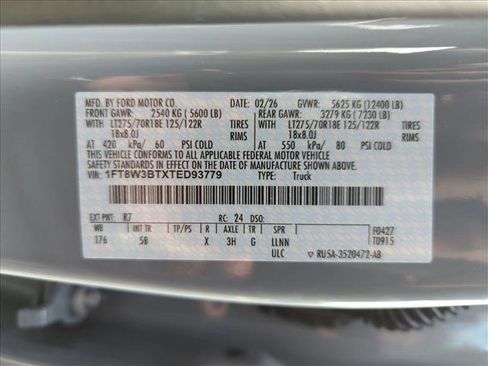 MFD. BY FORD MOTOR CO. DATE: 02/26 GVWR: 5625 KG (12400 LB)
FRONT GAWR: 2540 KG ( 5600 LB) REAR GAWR: 3279 KG ( 7230 LB)
WITH LT275/70R18E 125/122R TIRES WITH LT275/70R18E 125/122R TIRES
18x8.0J RIMS 18x8.0J RIMS
AT 420 kPa/ 60 PSI COLD AT 550 kPa/ 80 PSI COLD
THIS VEHICLE CONFORMS TO ALL APPLICABLE FEDERAL MOTOR VEHICLE
SAFETY STANDARDS IN EFFECT ON THE DATE OF MANUFACTURE SHOWN ABOVE.
VIN: 1FT8W3BTXTED93779 TYPE: Truck
EXT PNT: R7 RC: 24 DSO:
WB INT TR TP/PS R AXLE TR SPR F0427
176 5B X 3H G LLNN T0915
ULC ▽ RUSA-3520472-AB